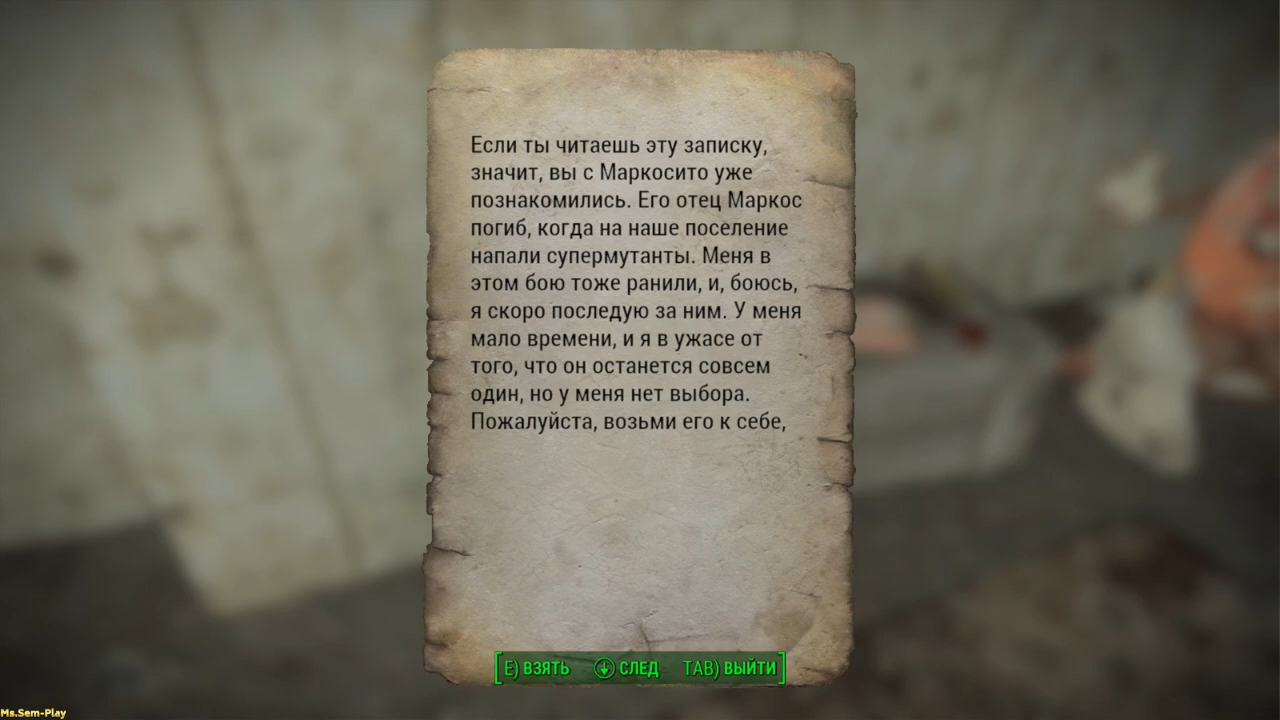 Если ты читаешь эту записку,
значит, вы с Маркосито уже
познакомились. Его отец Маркос
погиб, когда на наше поселение
напали супермутанты. Меня в
этом бою тоже ранили, и, боюсь,
я скоро последую за ним. У меня
мало времени, и я в ужасе от
того, что он останется совсем
один, но у меня нет выбора.
Пожалуйста, возьми его к себе,
E) ВЗЯТЬ СЛЕД TAB) ВЫЙТИ
Ms.Sem-Play